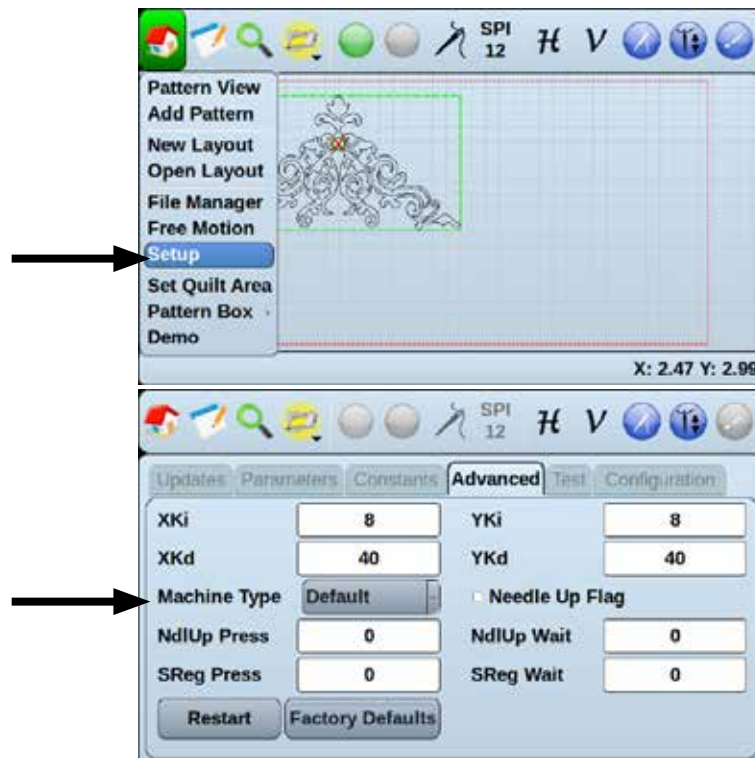 SPI
12
H V
Pattern View
Add Pattern
New Layout
Open Layout
File Manager
Free Motion
Setup
Set Quilt Area
Pattern Box
Demo
X: 2.47 Y: 2.99
SPI
12
H V
Updates Parameters Constants Advanced Test Configuration
XKi 8 YKi 8
XKd 40 YKd 40
Machine Type Default Needle Up Flag
NdlUp Press 0 NdlUp Wait 0
SReg Press 0 SReg Wait 0
Restart Factory Defaults